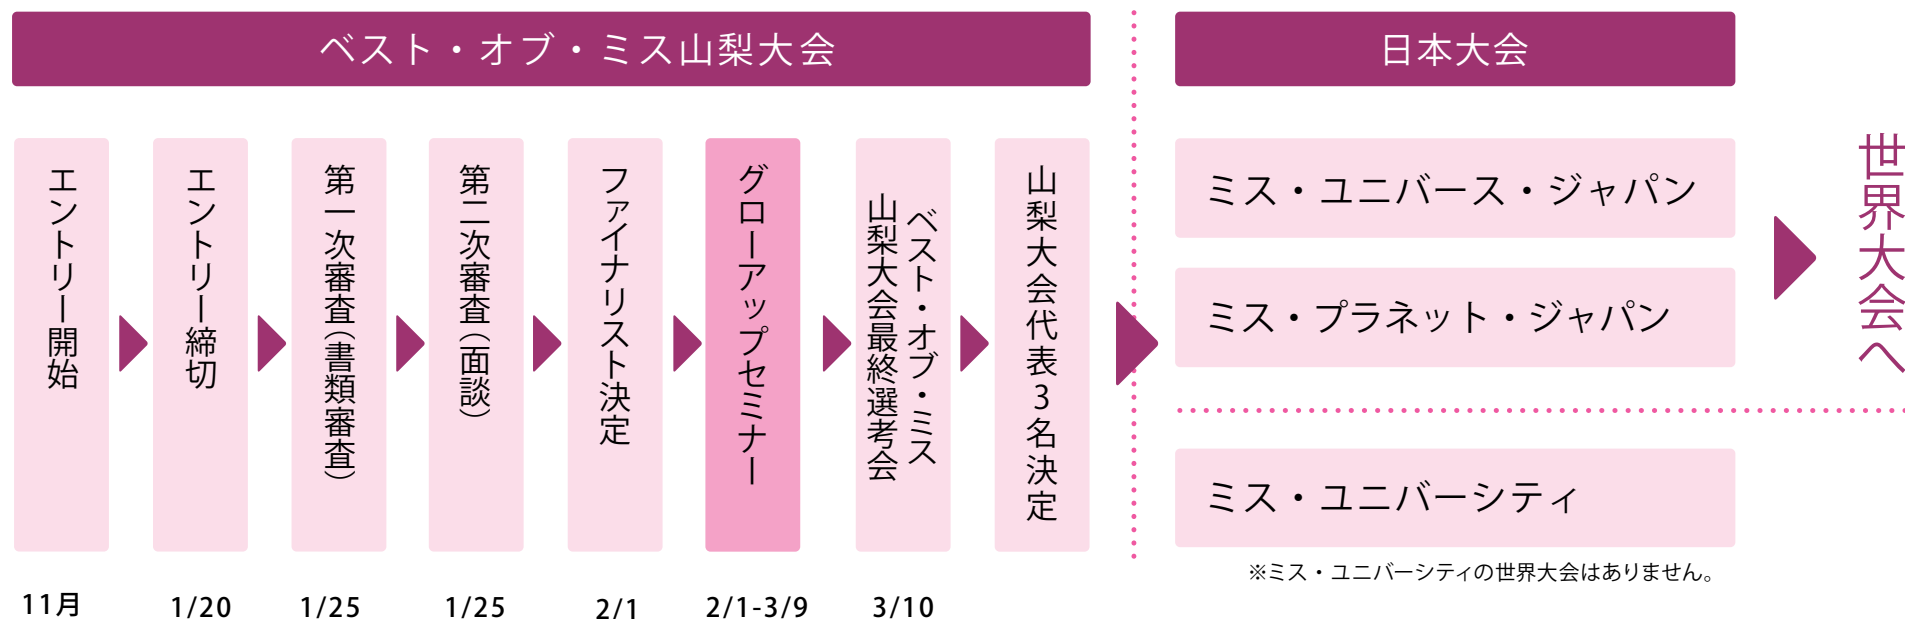 ベスト・オブ・ミス山梨大会
エントリー開始
エントリー締切
第一次審査（書類審査）
第二次審査（面談）
ファイナリスト決定
グローアップセミナー
ベスト・オブ・ミス
山梨大会最終選考会
山梨大会代表3名決定
11月
1/20
1/25
1/25
2/1
2/1-3/9
3/10
日本大会
ミス・ユニバース・ジャパン
ミス・プラネット・ジャパン
ミス・ユニバーシティ
※ミス・ユニバーシティの世界大会はありません。
世界大会へ